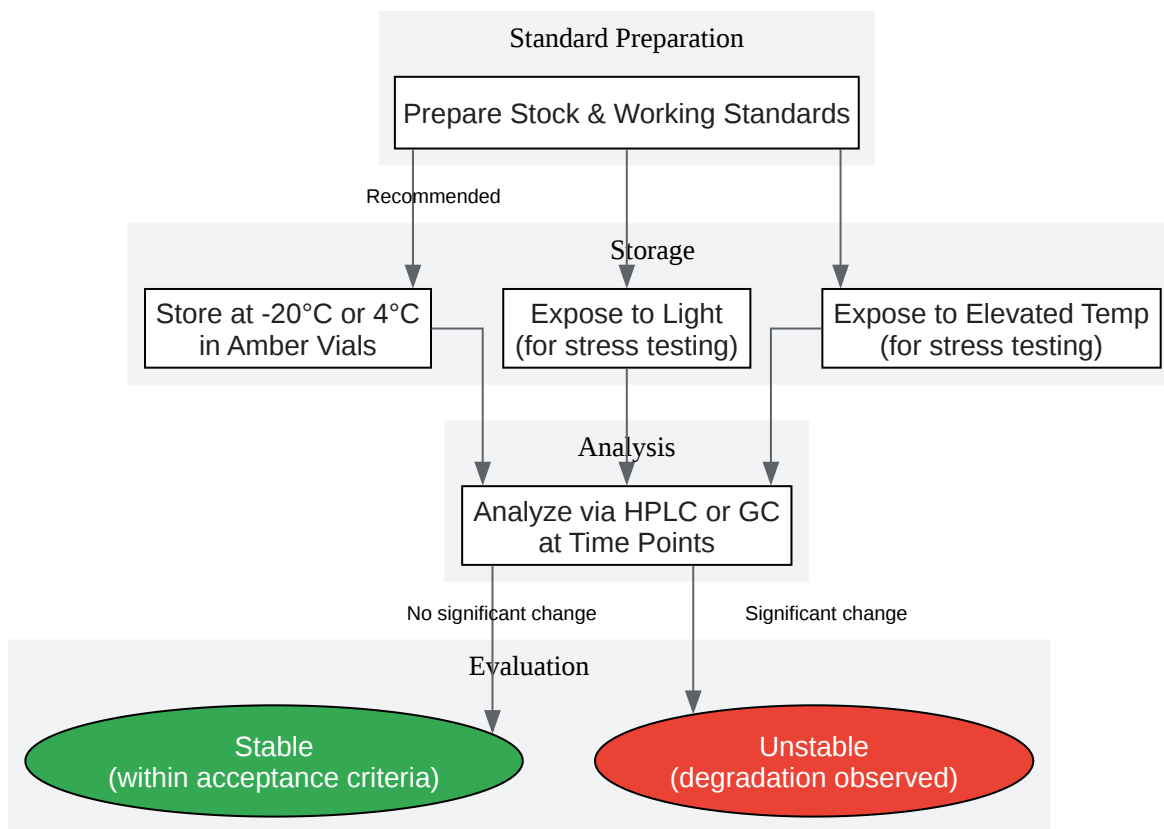 Standard Preparation
Prepare Stock & Working Standards
Recommended
Storage
Store at -20°C or 4°C
in Amber Vials
Expose to Light
(for stress testing)
Expose to Elevated Temp
(for stress testing)
Analysis
Analyze via HPLC or GC
at Time Points
No significant change
Significant change
Evaluation
Stable
(within acceptance criteria)
Unstable
(degradation observed)